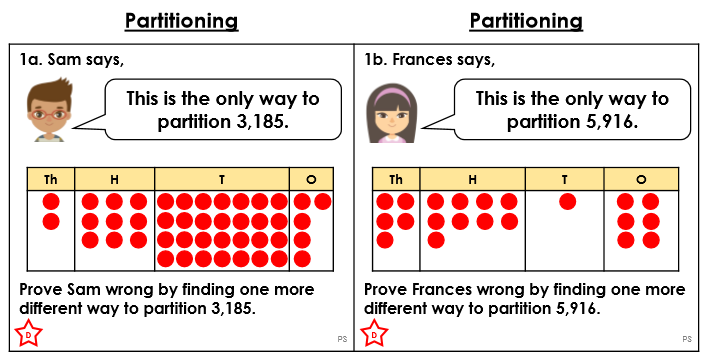 Partitioning
1a. Sam says,
This is the only way to
partition 3,185.
Th H T O
Prove Sam wrong by finding one more
different way to partition 3,185.
D
PS
Partitioning
1b. Frances says,
This is the only way to
partition 5,916.
Th H T O
Prove Frances wrong by finding one more
different way to partition 5,916.
D
PS